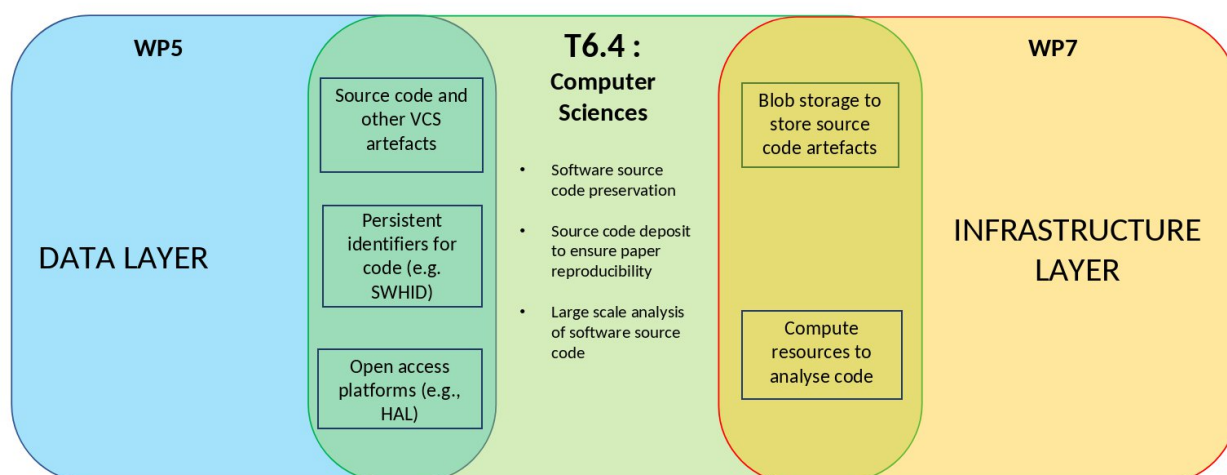 WP5
DATA LAYER
Source code and
other VCS
artefacts
Persistent
identifiers for
code (e.g.
SWHID)
Open access
platforms (e.g.,
HAL)
T6.4 :
Computer
Sciences
• Software source
code preservation
• Source code deposit
to ensure paper
reproducibility
• Large scale analysis
of software source
code
WP7
Blob storage to
store source
code artefacts
Compute
resources to
analyse code
INFRASTRUCTURE
LAYER